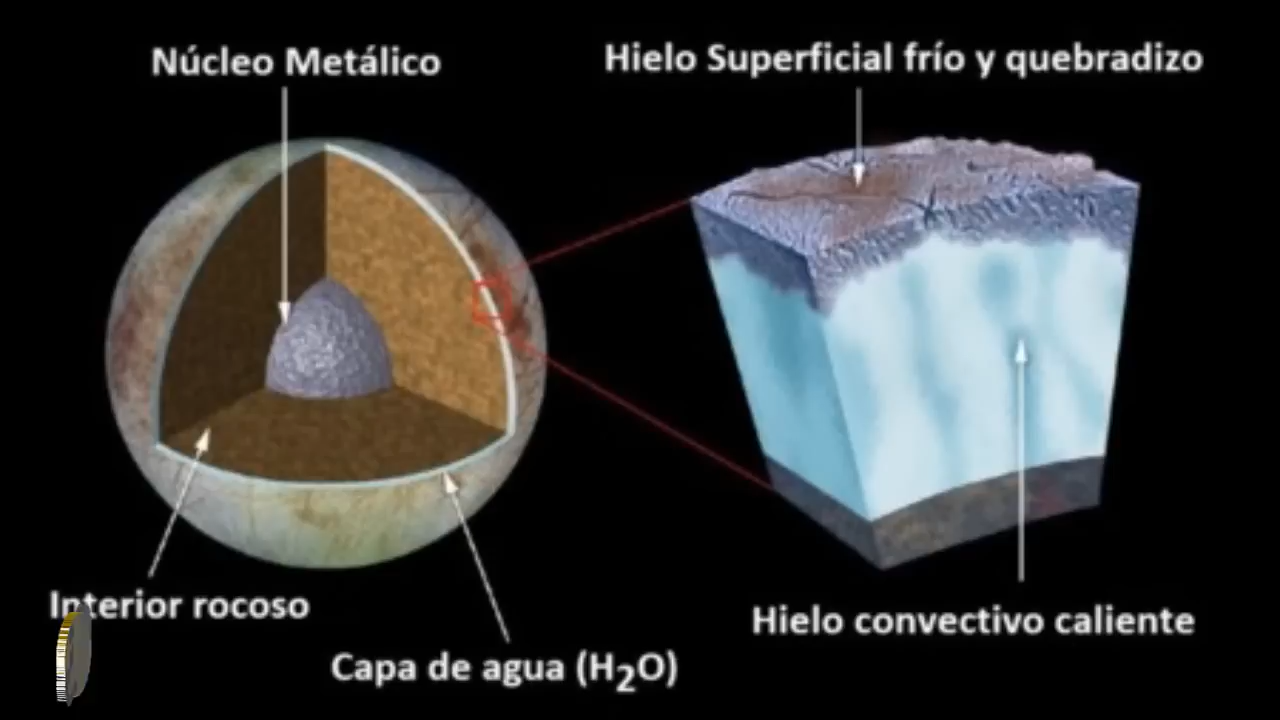 Núcleo Metálico
Hielo Superficial frío y quebradizo
Interior rocoso
Capa de agua (H₂O)
Hielo convectivo caliente